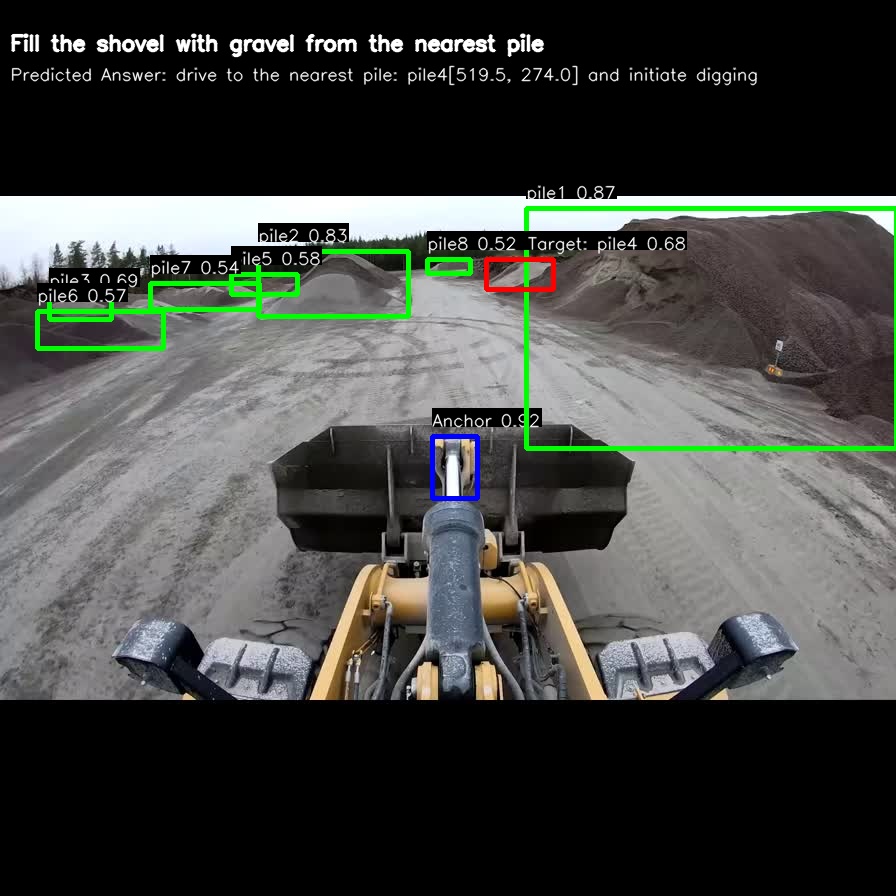 Fill the shovel with gravel from the nearest pile
Predicted Answer: drive to the nearest pile: pile4[519.5, 274.0] and initiate digging
pile1 0.87
pile2 0.83
pile8 0.52
Target: pile4 0.68
ile5 0.58
pile7 0.54
pile3 0.69
pile6 0.57
Anchor 0.92